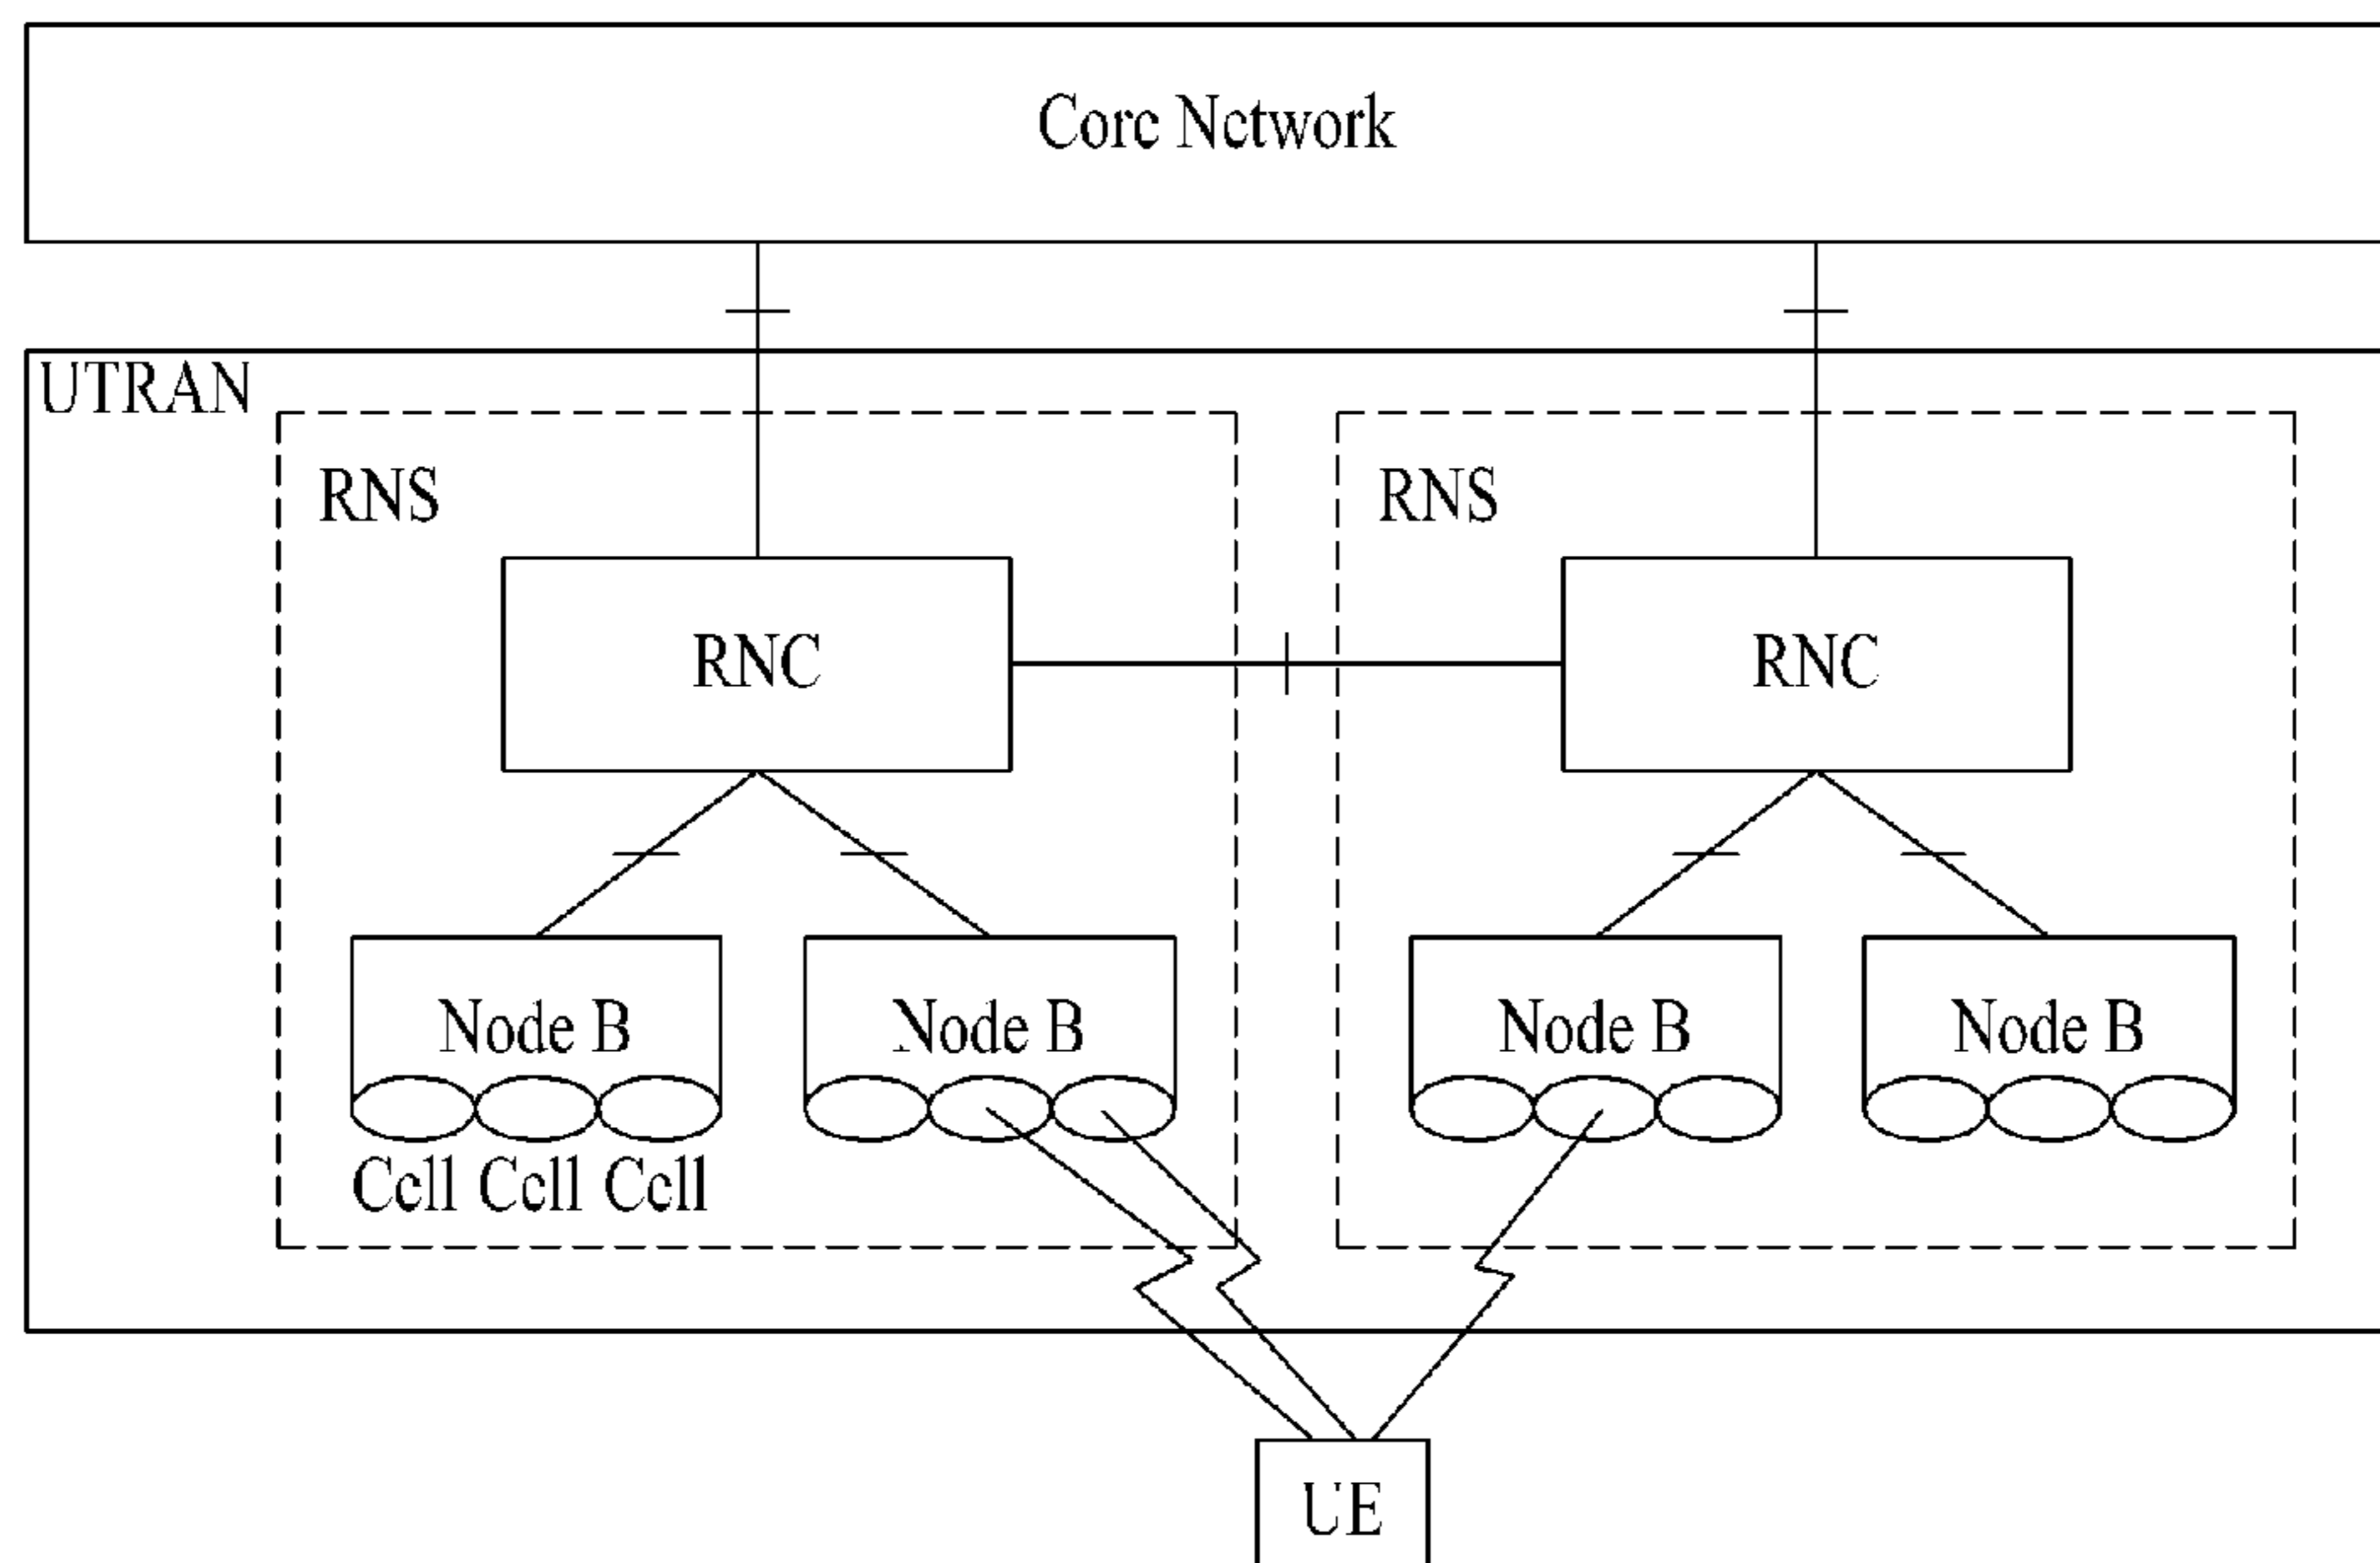 Core Network
UTRAN
RNS
RNS
RNC
RNC
Node B
Node B
Node B
Node B
Cell Cell Cell
UE